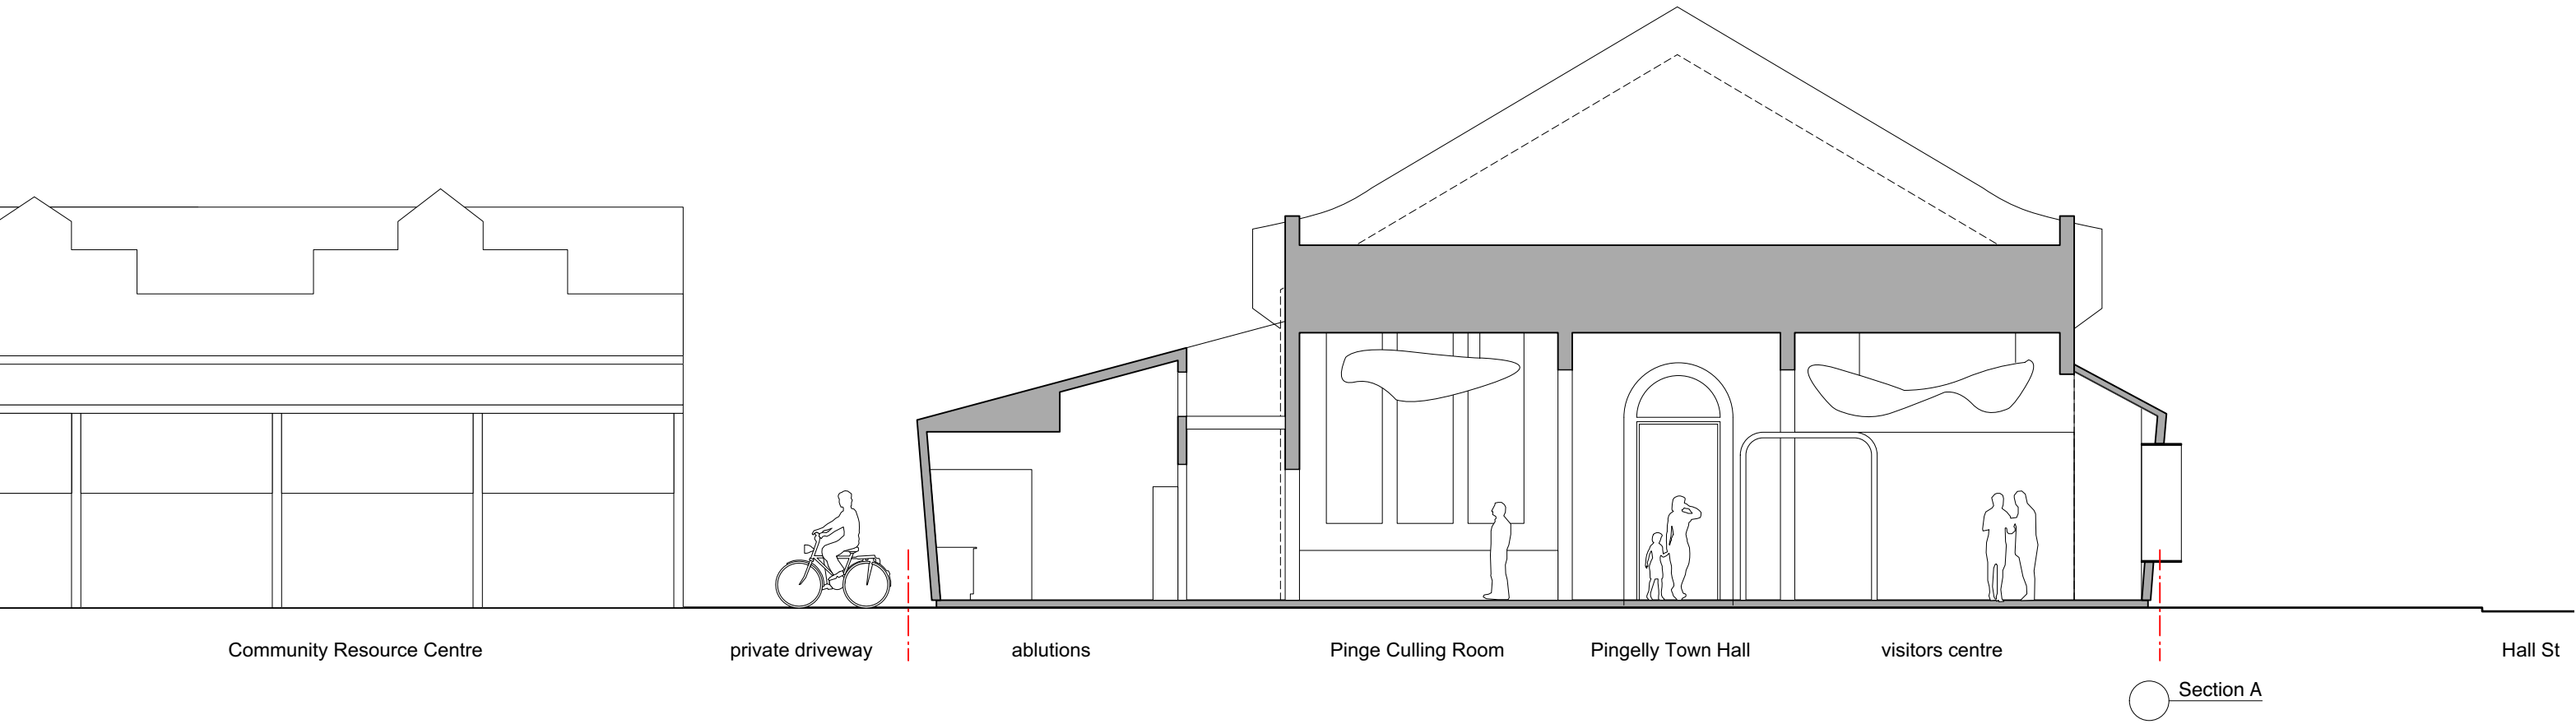 Community Resource Centre
private driveway
ablutions
Pinge Culling Room
Pingelly Town Hall
visitors centre
Hall St
Section A